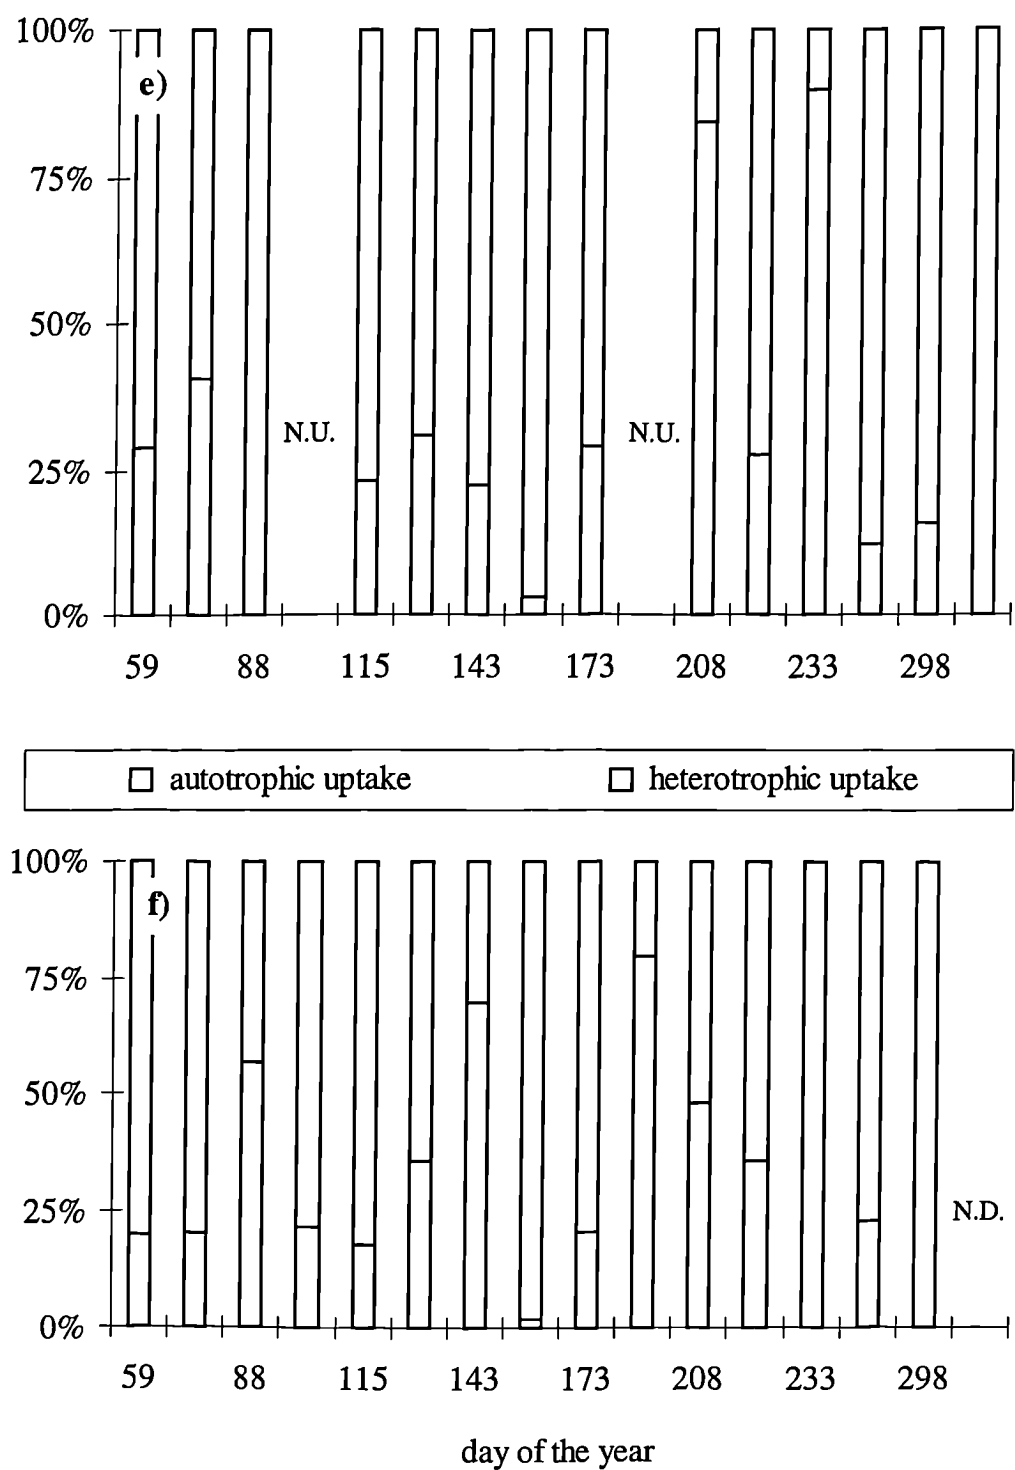 100%
e)
75%
50%
N.U. N.U.
25%
0%
59 88 115 143 173 208 233 298
autotrophic uptake heterotrophic uptake
100%
f)
75%
50%
25% N.D.
0%
59 88 115 143 173 208 233 298
day of the year